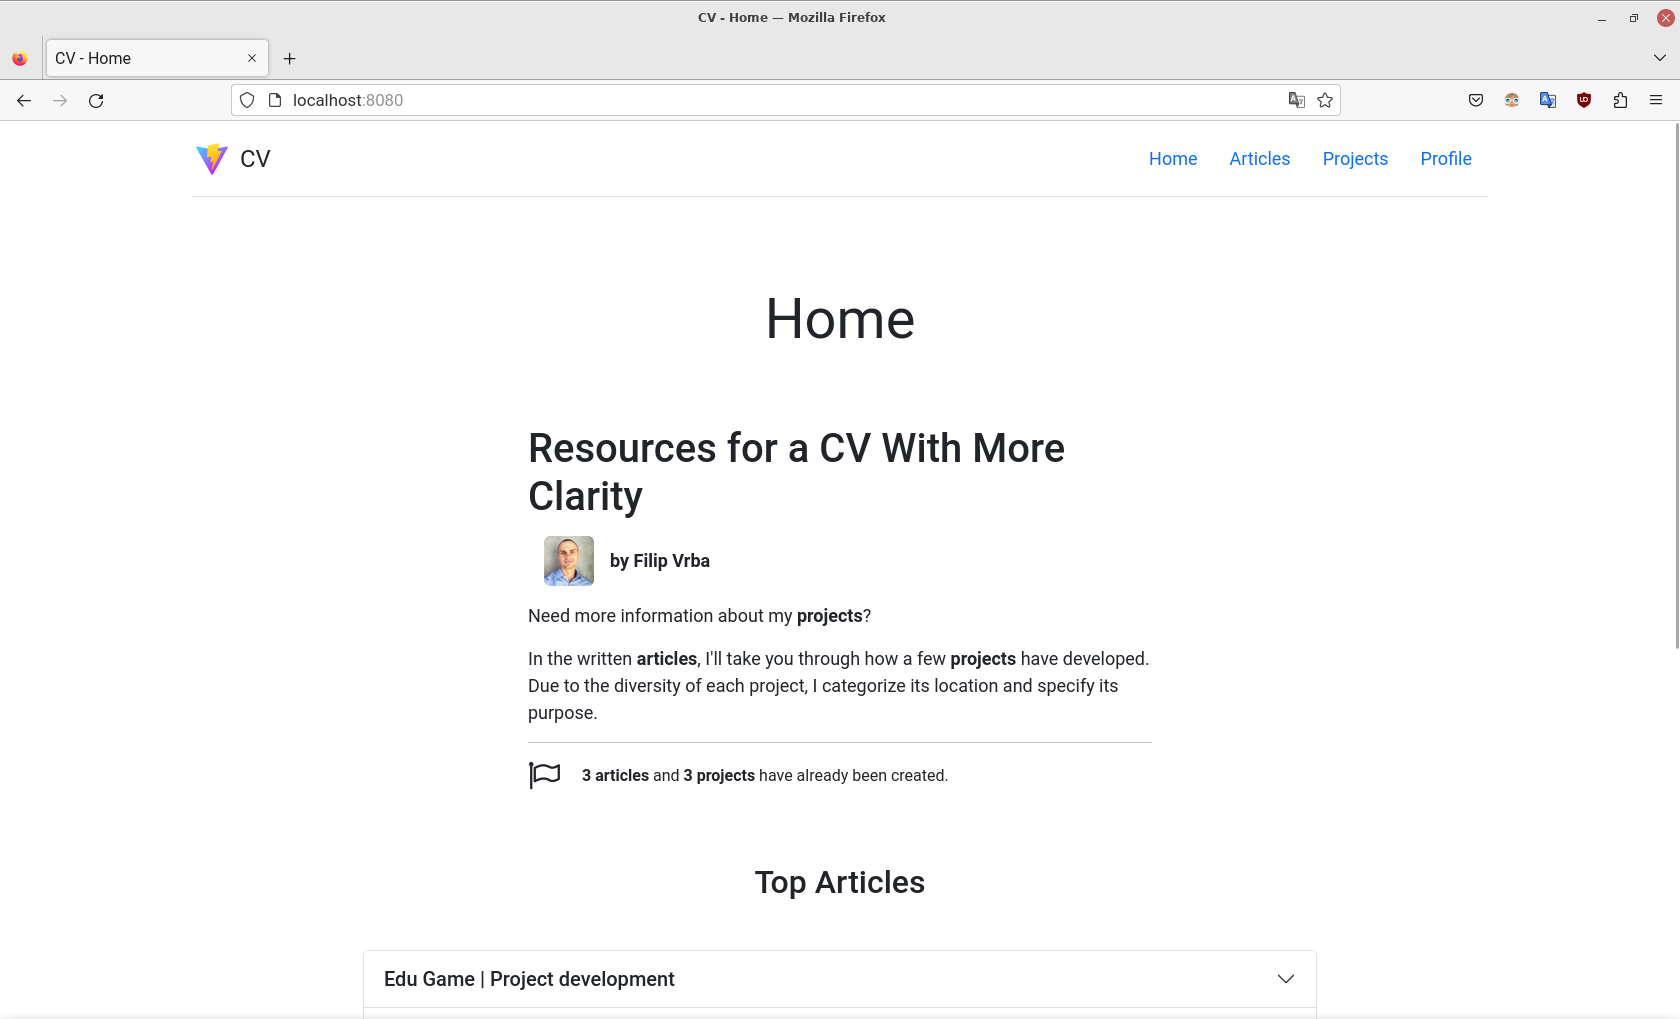 CV - Home — Mozilla Firefox
CV - Home
localhost:8080
CV
Home
Articles
Projects
Profile
Home
Resources for a CV With More
Clarity
by Filip Vrba
Need more information about my projects?
In the written articles, I'll take you through how a few projects have developed.
Due to the diversity of each project, I categorize its location and specify its
purpose.
3 articles and 3 projects have already been created.
Top Articles
Edu Game | Project development